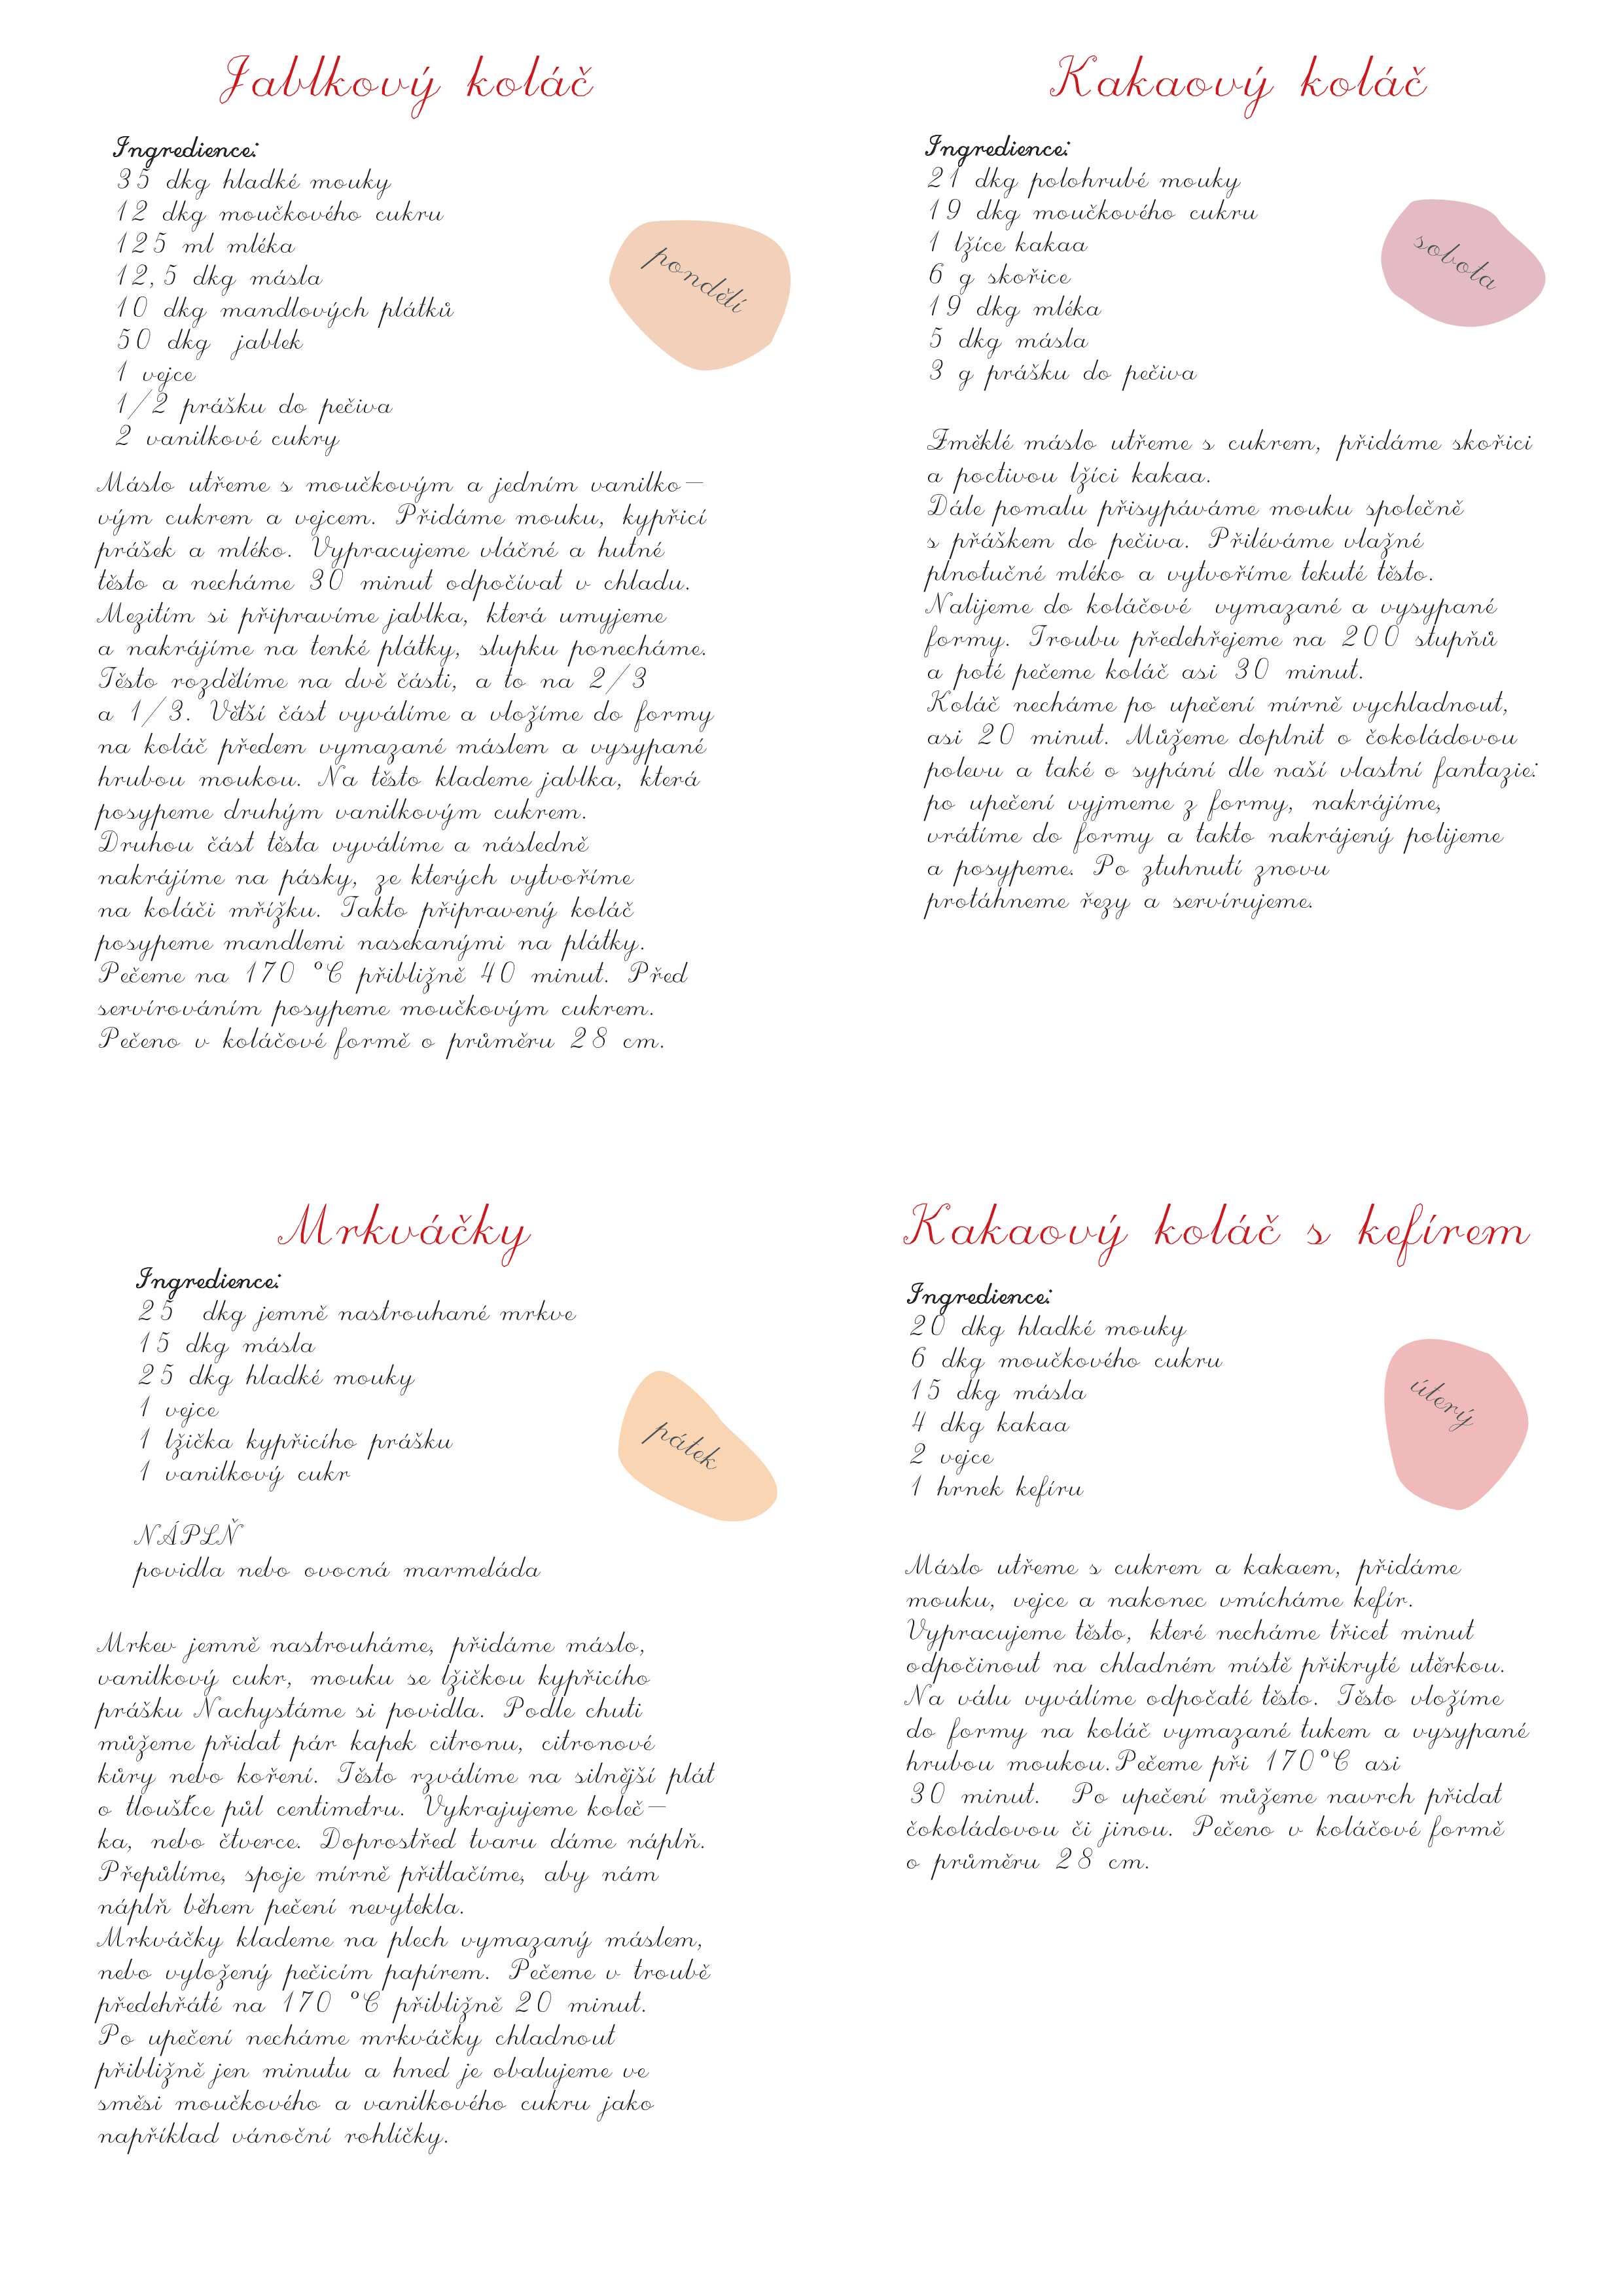 Jablkový koláč
Ingredience:
35 dkg hladké mouky
12 dkg moučkového cukru
125 ml mléka
12,5 dkg másla
10 dkg mandlových plátků
50 dkg jablek
1 vejce
1/2 prášku do pečiva
2 vanilkové cukry
pondělí
Máslo utřeme s moučkovým a jedním vanilko-
vým cukrem a vejcem. Přidáme mouku, kypřicí
prášek a mléko. Vypracujeme vláčné a hutné
těsto a necháme 30 minut odpočívat v chladu.
Mezitím si připravíme jablka, která umyjeme
a nakrájíme na tenké plátky, slupku ponecháme.
Těsto rozdělíme na dvě části, a to na 2/3
a 1/3. Větší část vyválíme a vložíme do formy
na koláč předem vymazané máslem a vysypané
hrubou moukou. Na těsto klademe jablka, která
posypeme druhým vanilkovým cukrem.
Druhou část těsta vyválíme a následně
nakrájíme na pásky, ze kterých vytvoříme
na koláči mřížku. Takto připravený koláč
posypeme mandlemi nasekanými na plátky.
Pečeme na 170 °C přibližně 40 minut. Před
servírováním posypeme moučkovým cukrem.
Pečeno v koláčové formě o průměru 28 cm.
Kakaový koláč
Ingredience:
21 dkg polohrubé mouky
19 dkg moučkového cukru
1 lžíce kakaa
6 g skořice
19 dkg mléka
5 dkg másla
3 g prášku do pečiva
sobota
Změklé máslo utřeme s cukrem, přidáme skořici
a poctivou lžíci kakaa.
Dále pomalu přisypáváme mouku společně
s přáškem do pečiva. Přiléváme vlažné
plnotučné mléko a vytvoříme tekuté těsto.
Nalijeme do koláčové vymazané a vysypané
formy. Troubu předehřejeme na 200 stupňů
a poté pečeme koláč asi 30 minut.
Koláč necháme po upečení mírně vychladnout,
asi 20 minut. Můžeme doplnit o čokoládovou
polevu a také o sypání dle naší vlastní fantazie:
po upečení vyjmeme z formy, nakrájíme,
vrátíme do formy a takto nakrájený polijeme
a posypeme. Po ztuhnutí znovu
protáhneme řezy a servírujeme.
Mrkváčky
Ingredience:
25 dkg jemně nastrouhané mrkve
15 dkg másla
25 dkg hladké mouky
1 vejce
1 lžička kypřicího prášku
1 vanilkový cukr
pátek
NÁPLŇ
povidla nebo ovocná marmeláda
Mrkev jemně nastrouháme, přidáme máslo,
vanilkový cukr, mouku se lžičkou kypřicího
prášku Nachystáme si povidla. Podle chuti
můžeme přidat pár kapek citronu, citronové
kůry nebo koření. Těsto rzválíme na silnější plát
o tloušťce půl centimetru. Vykrajujeme koleč-
ka, nebo čtverce. Doprostřed tvaru dáme náplň.
Přepůlíme, spoje mírně přitlačíme, aby nám
náplň během pečení nevytekla.
Mrkváčky klademe na plech vymazaný máslem,
nebo vyložený pečicím papírem. Pečeme v troubě
předehřáté na 170 °C přibližně 20 minut.
Po upečení necháme mrkváčky chladnout
přibližně jen minutu a hned je obalujeme ve
směsi moučkového a vanilkového cukru jako
například vánoční rohlíčky.
Kakaový koláč s kefírem
Ingredience:
20 dkg hladké mouky
6 dkg moučkového cukru
15 dkg másla
4 dkg kakaa
2 vejce
1 hrnek kefíru
úterý
Máslo utřeme s cukrem a kakaem, přidáme
mouku, vejce a nakonec vmícháme kefír.
Vypracujeme těsto, které necháme třicet minut
odpočinout na chladném místě přikryté utěrkou.
Na válu vyválíme odpočaté těsto. Těsto vložíme
do formy na koláč vymazané tukem a vysypané
hrubou moukou.Pečeme při 170°C asi
30 minut. Po upečení můžeme navrch přidat
čokoládovou či jinou. Pečeno v koláčové formě
o průměru 28 cm.